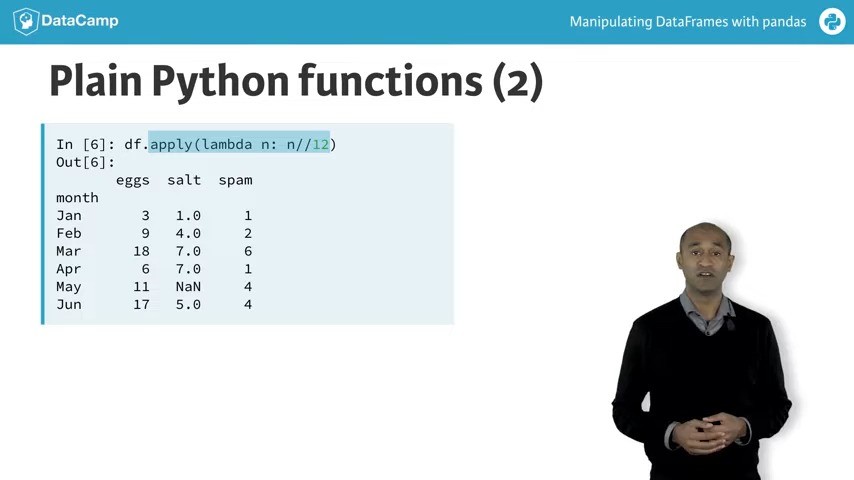 DataCamp
Manipulating DataFrames with pandas
Plain Python functions (2)
In [6]: df.apply(lambda n: n//12)
Out[6]:
eggs salt spam
month
Jan 3 1.0 1
Feb 9 4.0 2
Mar 18 7.0 6
Apr 6 7.0 1
May 11 NaN 4
Jun 17 5.0 4